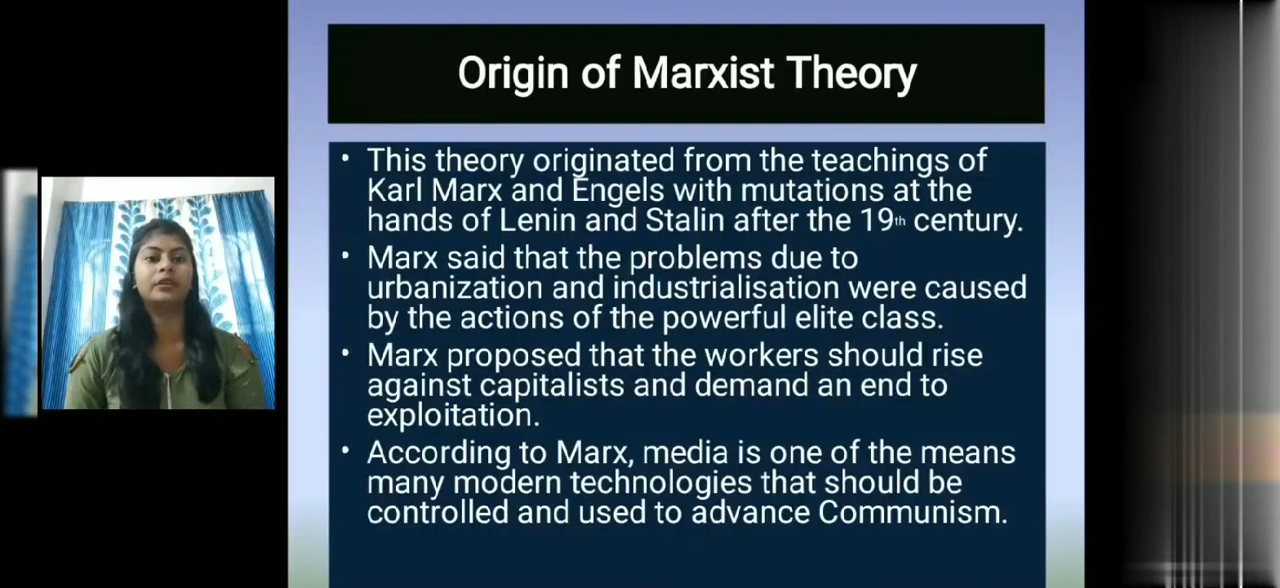 Origin of Marxist Theory
• This theory originated from the teachings of
Karl Marx and Engels with mutations at the
hands of Lenin and Stalin after the 19th century.
• Marx said that the problems due to
urbanization and industrialisation were caused
by the actions of the powerful elite class.
• Marx proposed that the workers should rise
against capitalists and demand an end to
exploitation.
• According to Marx, media is one of the means
many modern technologies that should be
controlled and used to advance Communism.